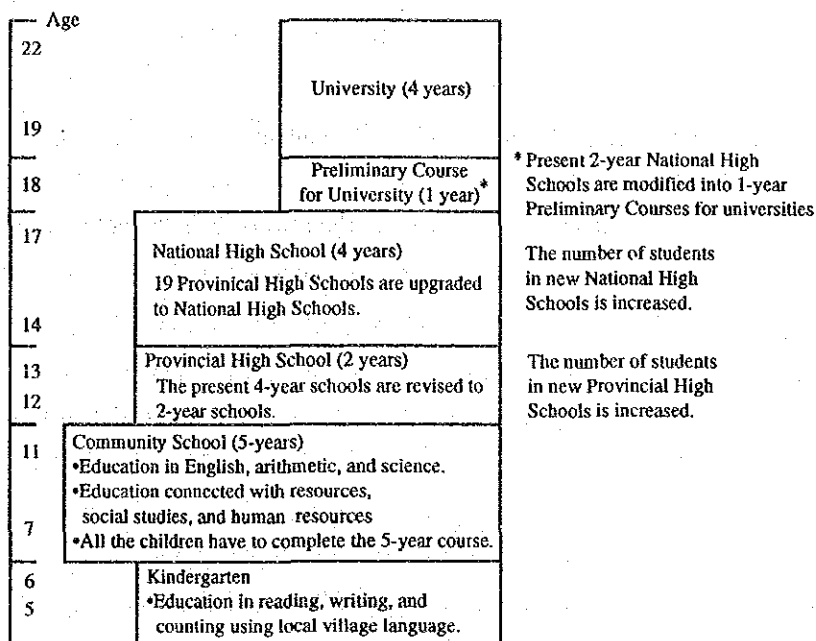 Age
22
University (4 years)
19
18
Preliminary Course
for University (1 year)*
* Present 2-year National High
Schools are modified into 1-year
Preliminary Courses for universities
17
National High School (4 years)
19 Provinical High Schools are upgraded
to National High Schools.
The number of students
in new National High
Schools is increased.
14
13
Provincial High School (2 years)
The present 4-year schools are revised to
2-year schools.
12
The number of students
in new Provincial High
Schools is increased.
11
Community School (5-years)
•Education in English, arithmetic, and science.
•Education connected with resources,
social studies, and human resources
•All the children have to complete the 5-year course.
7
6
Kindergarten
•Education in reading, writing, and
counting using local village language.
5